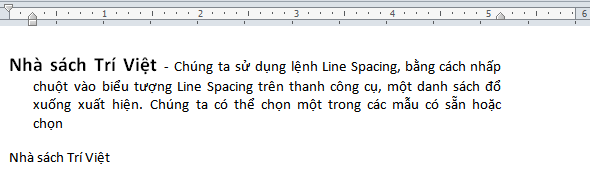 1 2 3 4 5 6
Nhà sách Trí Việt - Chúng ta sử dụng lệnh Line Spacing, bằng cách nhấp
chuột vào biểu tượng Line Spacing trên thanh công cụ, một danh sách đổ
xuống xuất hiện. Chúng ta có thể chọn một trong các mẫu có sẵn hoặc
chọn
Nhà sách Trí Việt